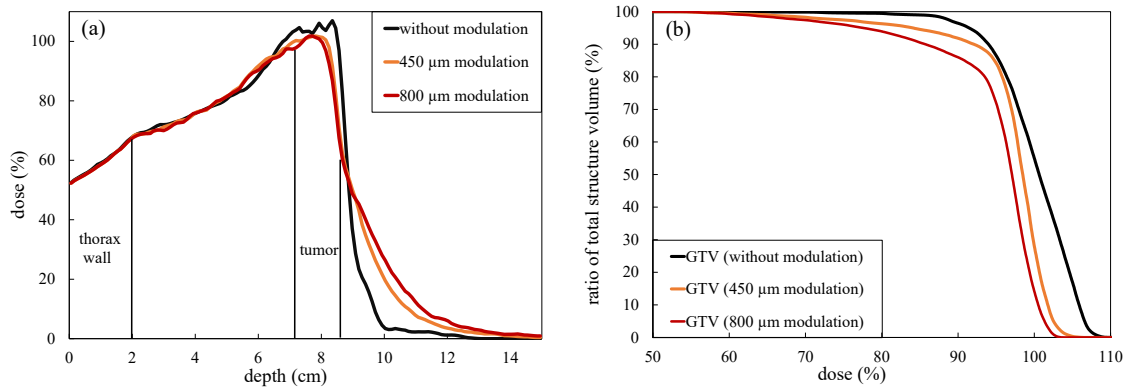 (a)
without modulation
450 µm modulation
800 µm modulation
100
80
60
40
20
0
dose (%)
thorax
wall
tumor
0 2 4 6 8 10 12 14
depth (cm)
(b)
100
90
80
70
60
50
40
30
20
10
0
ratio of total structure volume (%)
GTV (without modulation)
GTV (450 µm modulation)
GTV (800 µm modulation)
50 60 70 80 90 100 110
dose (%)